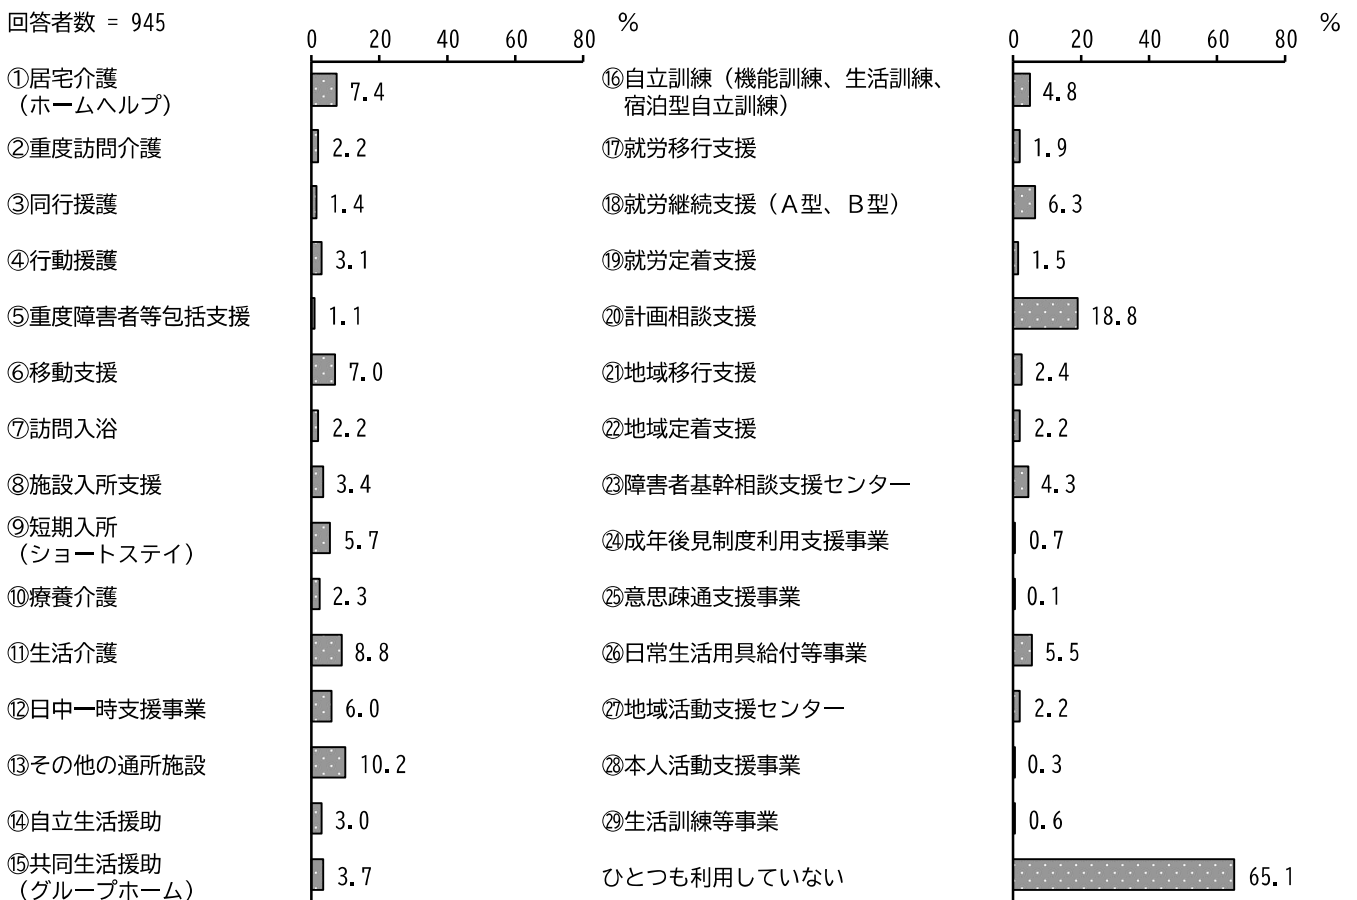 回答者数 = 945
0 20 40 60 80 %
①居宅介護
（ホームヘルプ）
7.4
②重度訪問介護 2.2
③同行援護 1.4
④行動援護 3.1
⑤重度障害者等包括支援 1.1
⑥移動支援 7.0
⑦訪問入浴 2.2
⑧施設入所支援 3.4
⑨短期入所
（ショートステイ）
5.7
⑩療養介護 2.3
⑪生活介護 8.8
⑫日中一時支援事業 6.0
⑬その他の通所施設 10.2
⑭自立生活援助 3.0
⑮共同生活援助
（グループホーム）
3.7
0 20 40 60 80 %
⑯自立訓練（機能訓練、生活訓練、
宿泊型自立訓練）
4.8
⑰就労移行支援 1.9
⑱就労継続支援（Ａ型、Ｂ型） 6.3
⑲就労定着支援 1.5
⑳計画相談支援 18.8
㉑地域移行支援 2.4
㉒地域定着支援 2.2
㉓障害者基幹相談支援センター 4.3
㉔成年後見制度利用支援事業 0.7
㉕意思疎通支援事業 0.1
㉖日常生活用具給付等事業 5.5
㉗地域活動支援センター 2.2
㉘本人活動支援事業 0.3
㉙生活訓練等事業 0.6
ひとつも利用していない 65.1